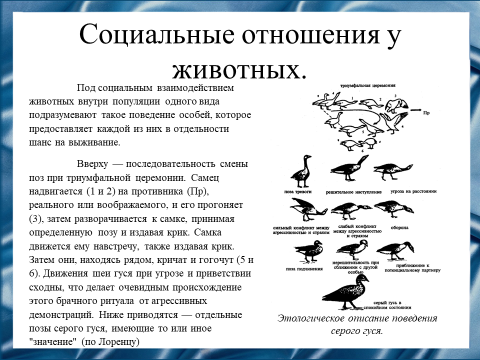 Социальные отношения у
животных.
Под социальным взаимодействием
животных внутри популяции одного вида
подразумевают такое поведение особей, которое
предоставляет каждой из них в отдельности
шанс на выживание.
Вверху — последовательность смены
поз при триумфальной церемонии. Самец
надвигается (1 и 2) на противника (Пр),
реального или воображаемого, и его прогоняет
(3), затем разворачивается к самке, принимая
определенную позу и издавая крик. Самка
движется ему навстречу, также издавая крик.
Затем они, находясь рядом, кричат и гогочут (5 и
6). Движения шеи гуся при угрозе и приветствии
сходны, что делает очевидным происхождение
этого брачного ритуала от агрессивных
демонстраций. Ниже приводятся — отдельные
позы серого гуся, имеющие то или иное
"значение" (по Лоренцу)
триумфальная церемония
Пр
поза тревоги
решительное наступление
угроза на расстоянии
сильный конфликт
между
агрессивностью и страхом
слабый конфликт
между агрессивностью
и страхом
оборона
поза подчинения
нерешительность при
сближении с другой
особью
приближение к
потенциальному партнеру
серый гусь в
спокойном состоянии
Этологическое описание поведения
серого гуся.